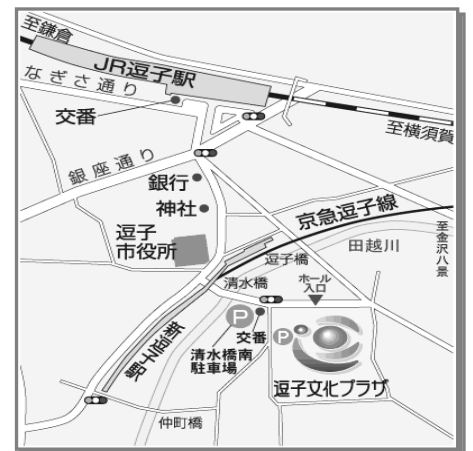 至鎌倉
JR逗子駅
なぎさ通り
交番
至横須賀
銀座通り
銀行
神社
京急逗子線
至金沢八景
逗子
市役所
田越川
逗子橋
清水橋
ホール
入口
P
P
交番
清水橋南
駐車場
新逗子駅
逗子文化プラザ
仲町橋